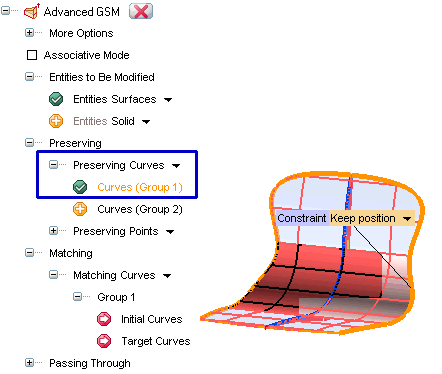 Advanced GSM
More Options
Associative Mode
Entities to Be Modified
Entities Surfaces
Entities Solid
Preserving
Preserving Curves
Curves (Group 1)
Curves (Group 2)
Preserving Points
Matching
Matching Curves
Group 1
Initial Curves
Target Curves
Passing Through
Constraint Keep position